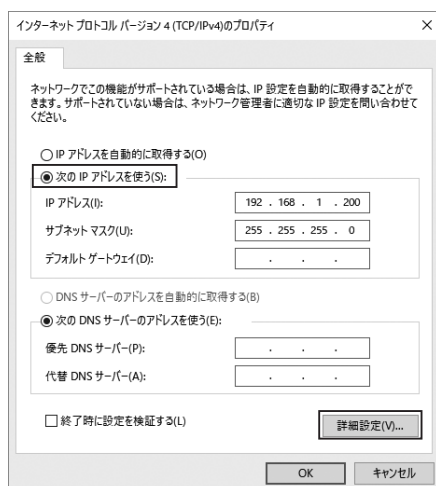 インターネット プロトコル バージョン 4 (TCP/IPv4)のプロパティ
全般
ネットワークでこの機能がサポートされている場合は、IP 設定を自動的に取得することがで
きます。サポートされていない場合は、ネットワーク管理者に適切な IP 設定を問い合わせて
ください。
IP アドレスを自動的に取得する(O)
次の IP アドレスを使う(S):
IP アドレス(I): 192 . 168 . 1 . 200
サブネット マスク(U): 255 . 255 . 255 . 0
デフォルト ゲートウェイ(D): . . .
DNS サーバーのアドレスを自動的に取得する(B)
次の DNS サーバーのアドレスを使う(E):
優先 DNS サーバー(P): . . .
代替 DNS サーバー(A): . . .
終了時に設定を検証する(L)
詳細設定(V)...
OK キャンセル